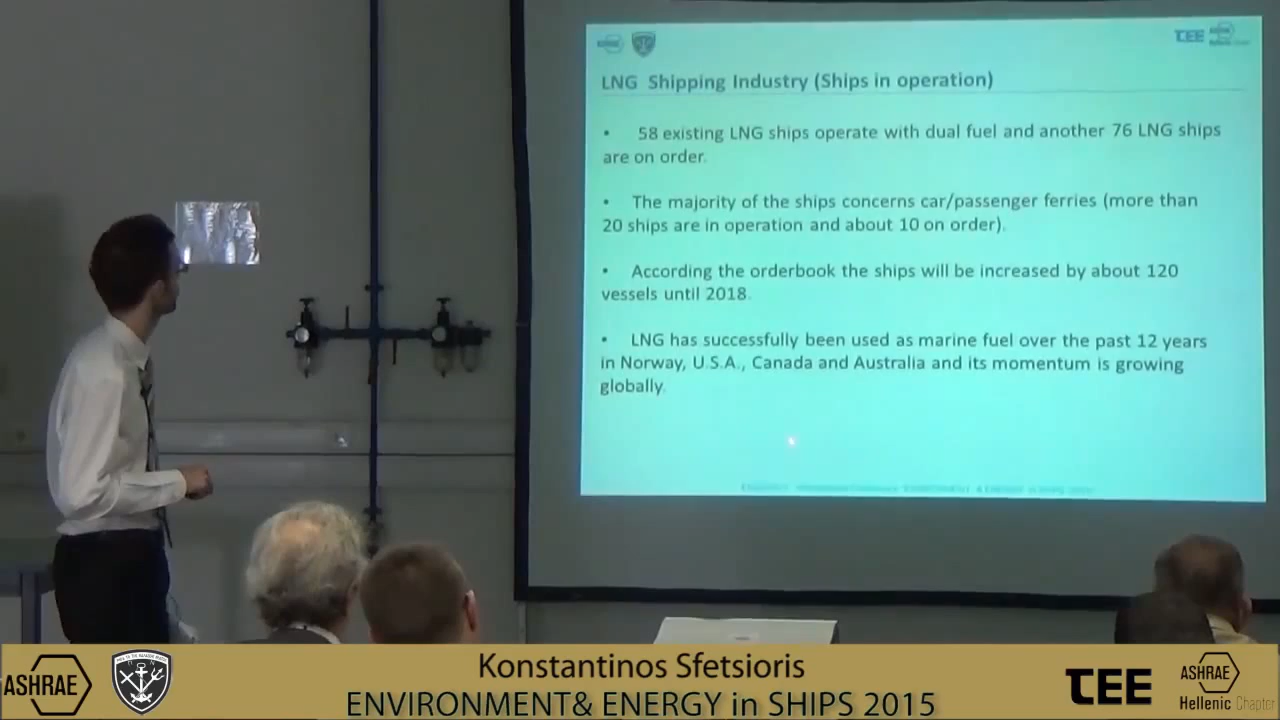 TEE
ASHRAE
LNG Shipping Industry (Ships in operation)
• 58 existing LNG ships operate with dual fuel and another 76 LNG ships
are on order.
• The majority of the ships concerns car/passenger ferries (more than
20 ships are in operation and about 10 on order).
• According the orderbook the ships will be increased by about 120
vessels until 2018.
• LNG has successfully been used as marine fuel over the past 12 years
in Norway, U.S.A., Canada and Australia and its momentum is growing
globally.
ASHRAE
Konstantinos Sfetsioris
ENVIRONMENT& ENERGY in SHIPS 2015
TEE
ASHRAE
Hellenic Chapter